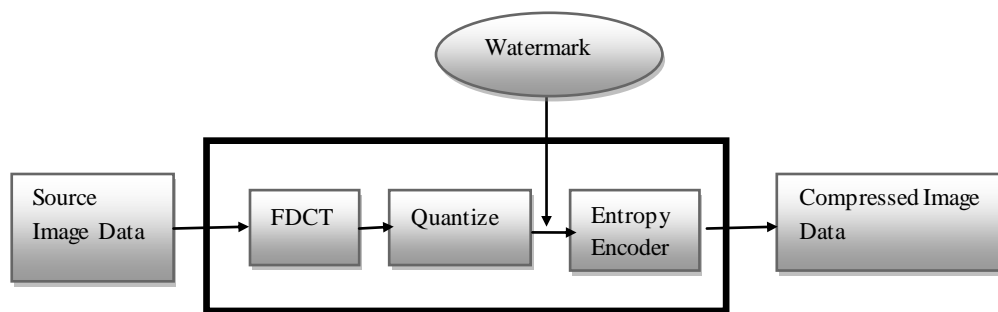 Watermark
Source
Image Data
FDCT
Quantize
Entropy
Encoder
Compressed Image
Data